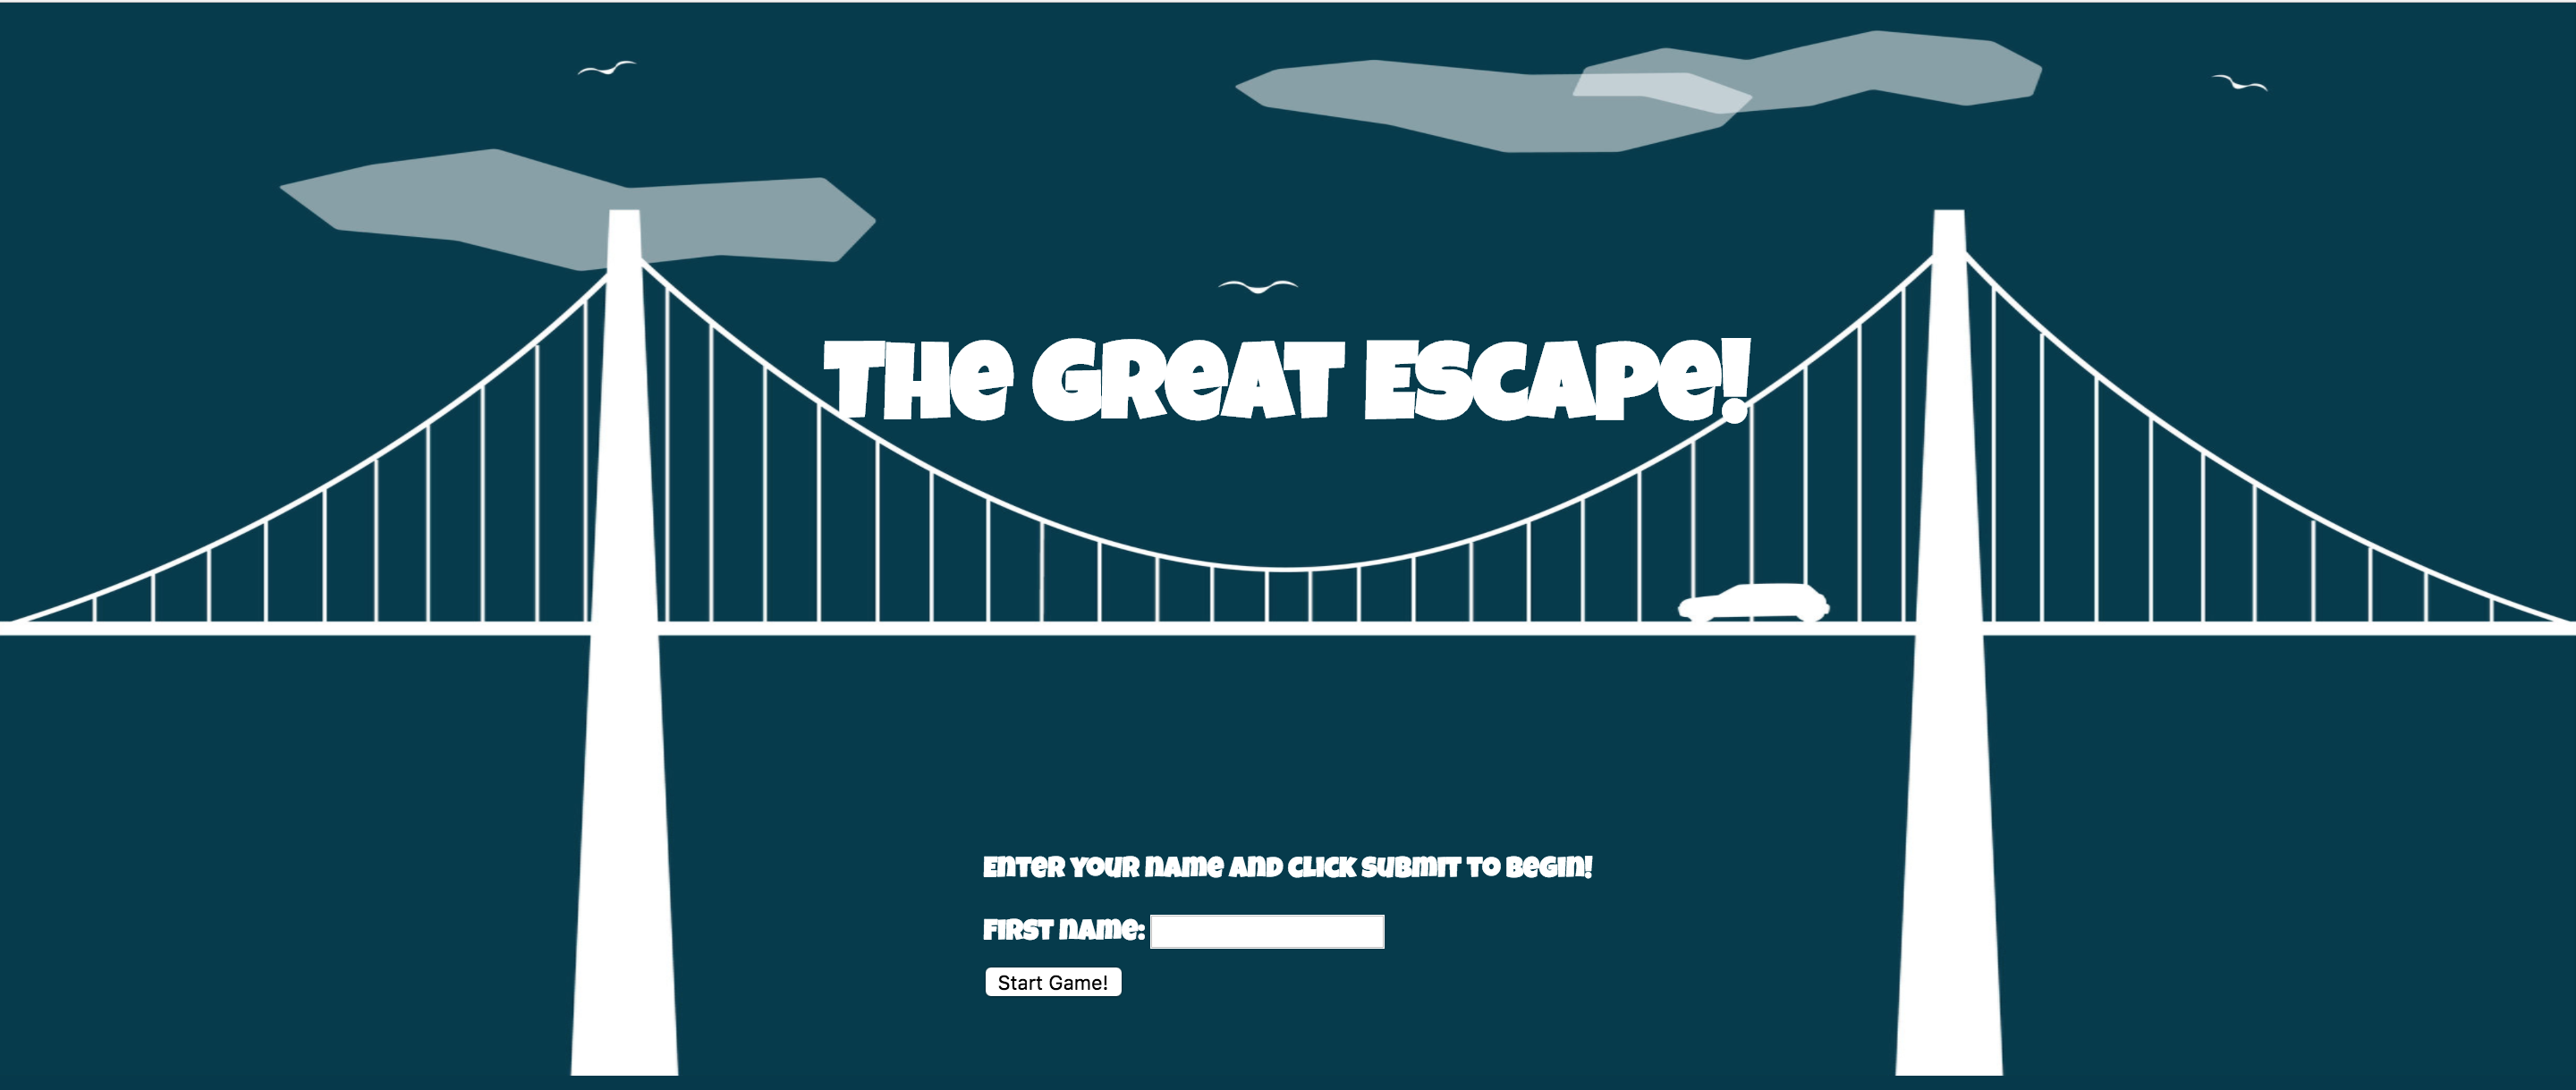 THe GReAT ESCAPe!
EnTeR YOUR nAme AnD CLICK SUBmIT TO BeGIn!
FIRST nAme:
Start Game!